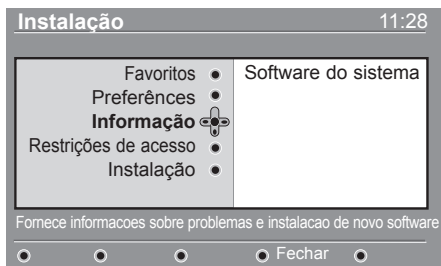 Instalação 11:28
Favoritos Software do sistema
Preferênces
Informação
Restrições de acesso
Instalação
Fornece informacoes sobre problemas e instalacao de novo software
Fechar